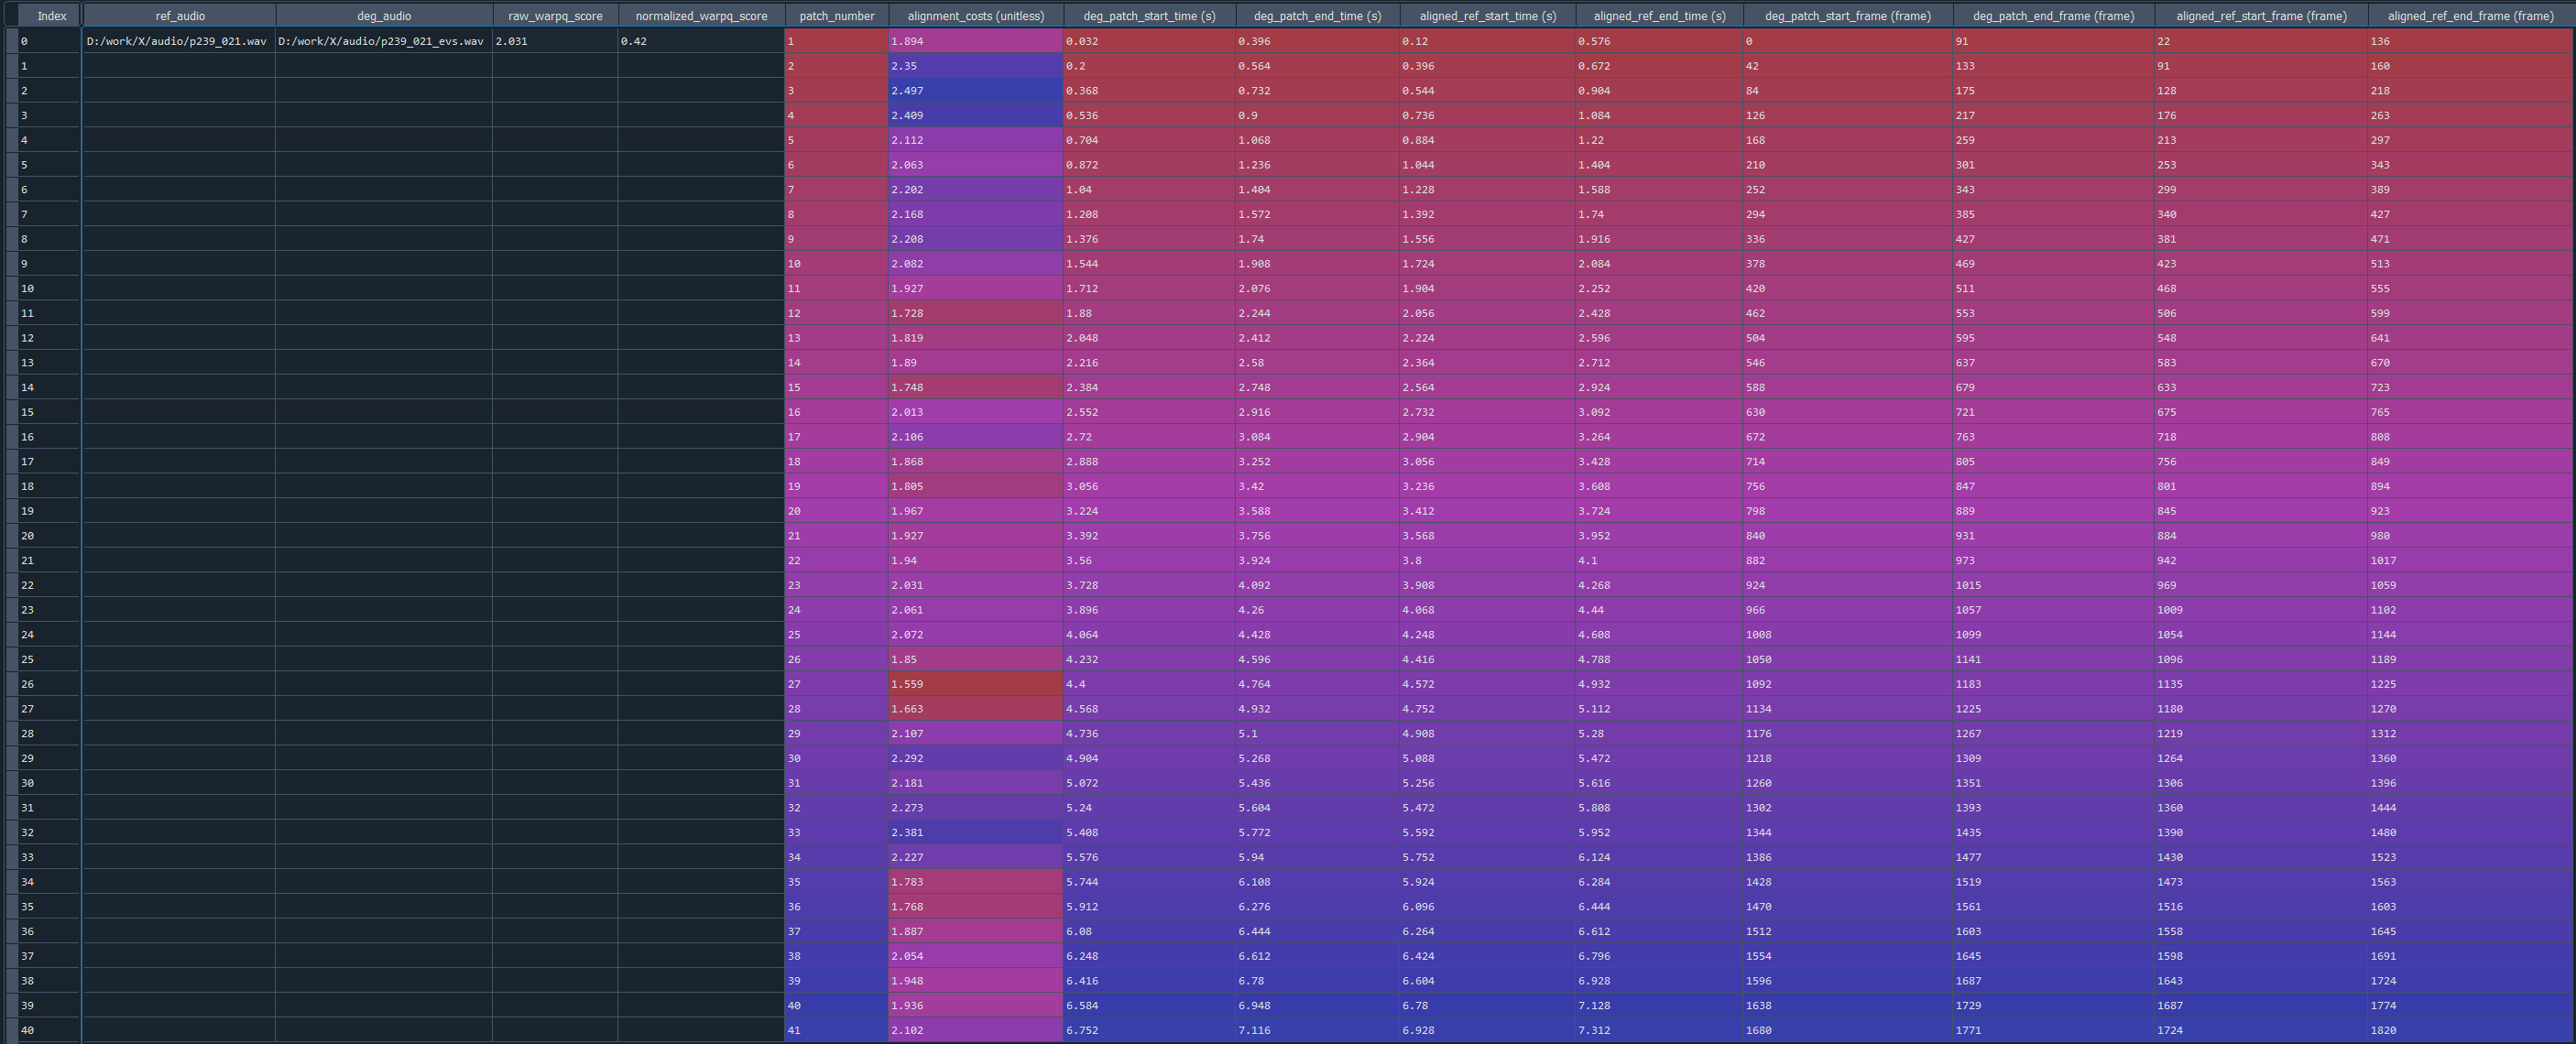 Index ref_audio deg_audio raw_warpq_score normalized_warpq_score patch_number alignment_costs (unitless) deg_patch_start_time (s) deg_patch_end_time (s) aligned_ref_start_time (s) aligned_ref_end_time (s) deg_patch_start_frame (frame) deg_patch_end_frame (frame) aligned_ref_start_frame (frame) aligned_ref_end_frame (frame)
0 D:/work/X/audio/p239_021.wav D:/work/X/audio/p239_021_evs.wav 2.031 0.42 1 1.894 0.032 0.396 0.12 0.576 0 91 22 136
1 2 2.35 0.2 0.564 0.396 0.672 42 133 91 160
2 3 2.497 0.368 0.732 0.544 0.904 84 175 128 218
3 4 2.409 0.536 0.9 0.736 1.084 126 217 176 263
4 5 2.112 0.704 1.068 0.884 1.22 168 259 213 297
5 6 2.063 0.872 1.236 1.044 1.404 210 301 253 343
6 7 2.202 1.04 1.404 1.228 1.588 252 343 299 389
7 8 2.168 1.208 1.572 1.392 1.74 294 385 340 427
8 9 2.208 1.376 1.74 1.556 1.916 336 427 381 471
9 10 2.082 1.544 1.908 1.724 2.084 378 469 423 513
10 11 1.927 1.712 2.076 1.904 2.252 420 511 468 555
11 12 1.728 1.88 2.244 2.056 2.428 462 553 506 599
12 13 1.819 2.048 2.412 2.224 2.596 504 595 548 641
13 14 1.89 2.216 2.58 2.364 2.712 546 637 583 670
14 15 1.748 2.384 2.748 2.564 2.924 588 679 633 723
15 16 2.013 2.552 2.916 2.732 3.092 630 721 675 765
16 17 2.106 2.72 3.084 2.904 3.264 672 763 718 808
17 18 1.868 2.888 3.252 3.056 3.428 714 805 756 849
18 19 1.805 3.056 3.42 3.236 3.608 756 847 801 894
19 20 1.967 3.224 3.588 3.412 3.724 798 889 845 923
20 21 1.927 3.392 3.756 3.568 3.952 840 931 884 980
21 22 1.94 3.56 3.924 3.8 4.1 882 973 942 1017
22 23 2.031 3.728 4.092 3.908 4.268 924 1015 969 1059
23 24 2.061 3.896 4.26 4.068 4.44 966 1057 1009 1102
24 25 2.072 4.064 4.428 4.248 4.608 1008 1099 1054 1144
25 26 1.85 4.232 4.596 4.416 4.788 1050 1141 1096 1189
26 27 1.559 4.4 4.764 4.572 4.932 1092 1183 1135 1225
27 28 1.663 4.568 4.932 4.752 5.112 1134 1225 1180 1270
28 29 2.107 4.736 5.1 4.908 5.28 1176 1267 1219 1312
29 30 2.292 4.904 5.268 5.088 5.472 1218 1309 1264 1360
30 31 2.181 5.072 5.436 5.256 5.616 1260 1351 1306 1396
31 32 2.273 5.24 5.604 5.472 5.808 1302 1393 1360 1444
32 33 2.381 5.408 5.772 5.592 5.952 1344 1435 1390 1480
33 34 2.227 5.576 5.94 5.752 6.124 1386 1477 1430 1523
34 35 1.783 5.744 6.108 5.924 6.284 1428 1519 1473 1563
35 36 1.768 5.912 6.276 6.096 6.444 1470 1561 1516 1603
36 37 1.887 6.08 6.444 6.264 6.612 1512 1603 1558 1645
37 38 2.054 6.248 6.612 6.424 6.796 1554 1645 1598 1691
38 39 1.948 6.416 6.78 6.604 6.928 1596 1687 1643 1724
39 40 1.936 6.584 6.948 6.78 7.128 1638 1729 1687 1774
40 41 2.102 6.752 7.116 6.928 7.312 1680 1771 1724 1820